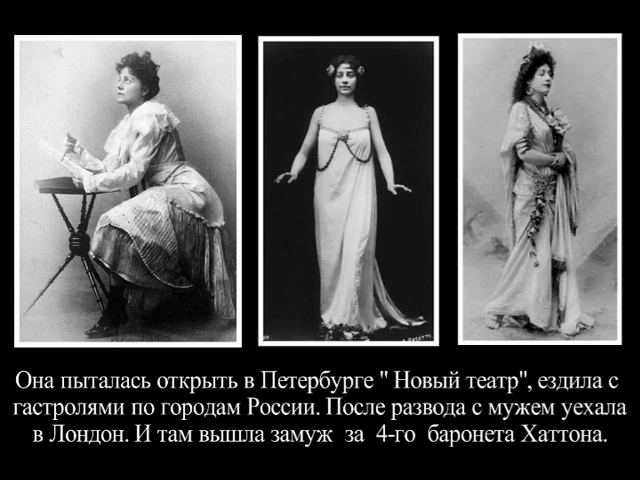 Она пыталась открыть в Петербурге " Новый театр", ездила с
гастролями по городам России. После развода с мужем уехала
в Лондон. И там вышла замуж за 4-го баронета Хаттона.